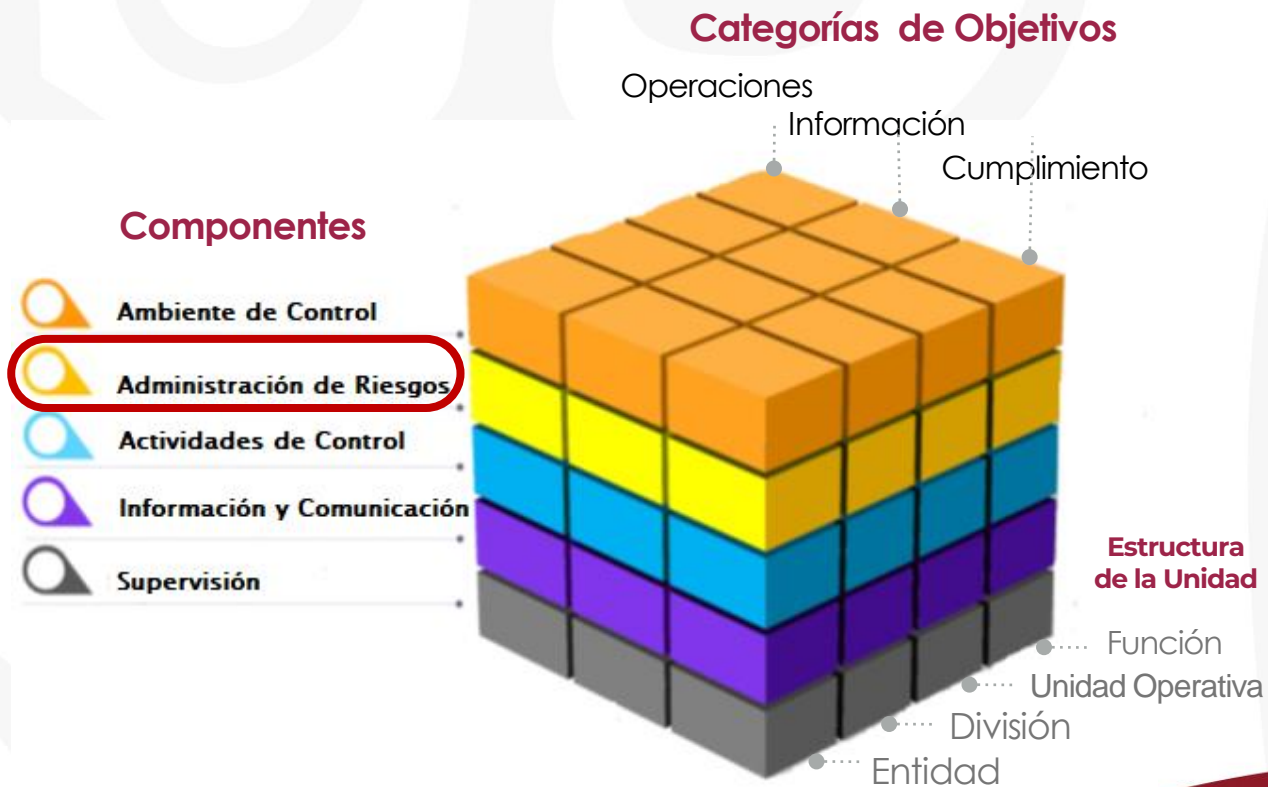 Categorías de Objetivos
Operaciones
Información
Cumplimiento
Componentes
Ambiente de Control
Administración de Riesgos
Actividades de Control
Información y Comunicación
Supervisión
Estructura
de la Unidad
Función
Unidad Operativa
División
Entidad